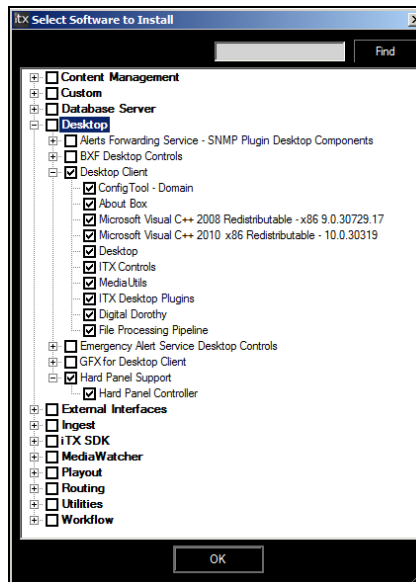 itx Select Software to Install
Find
Content Management
Custom
Database Server
Desktop
Alerts Forwarding Service - SNMP Plugin Desktop Components
BXF Desktop Controls
Desktop Client
ConfigTool - Domain
About Box
Microsoft Visual C++ 2008 Redistributable - x86 9.0.30729.17
Microsoft Visual C++ 2010  x86 Redistributable - 10.0.30319
Desktop
ITX Controls
MediaUtils
ITX Desktop Plugins
Digital Dorothy
File Processing Pipeline
Emergency Alert Service Desktop Controls
GFX for Desktop Client
Hard Panel Support
Hard Panel Controller
External Interfaces
Ingest
iTX SDK
MediaWatcher
Playout
Routing
Utilities
Workflow
OK